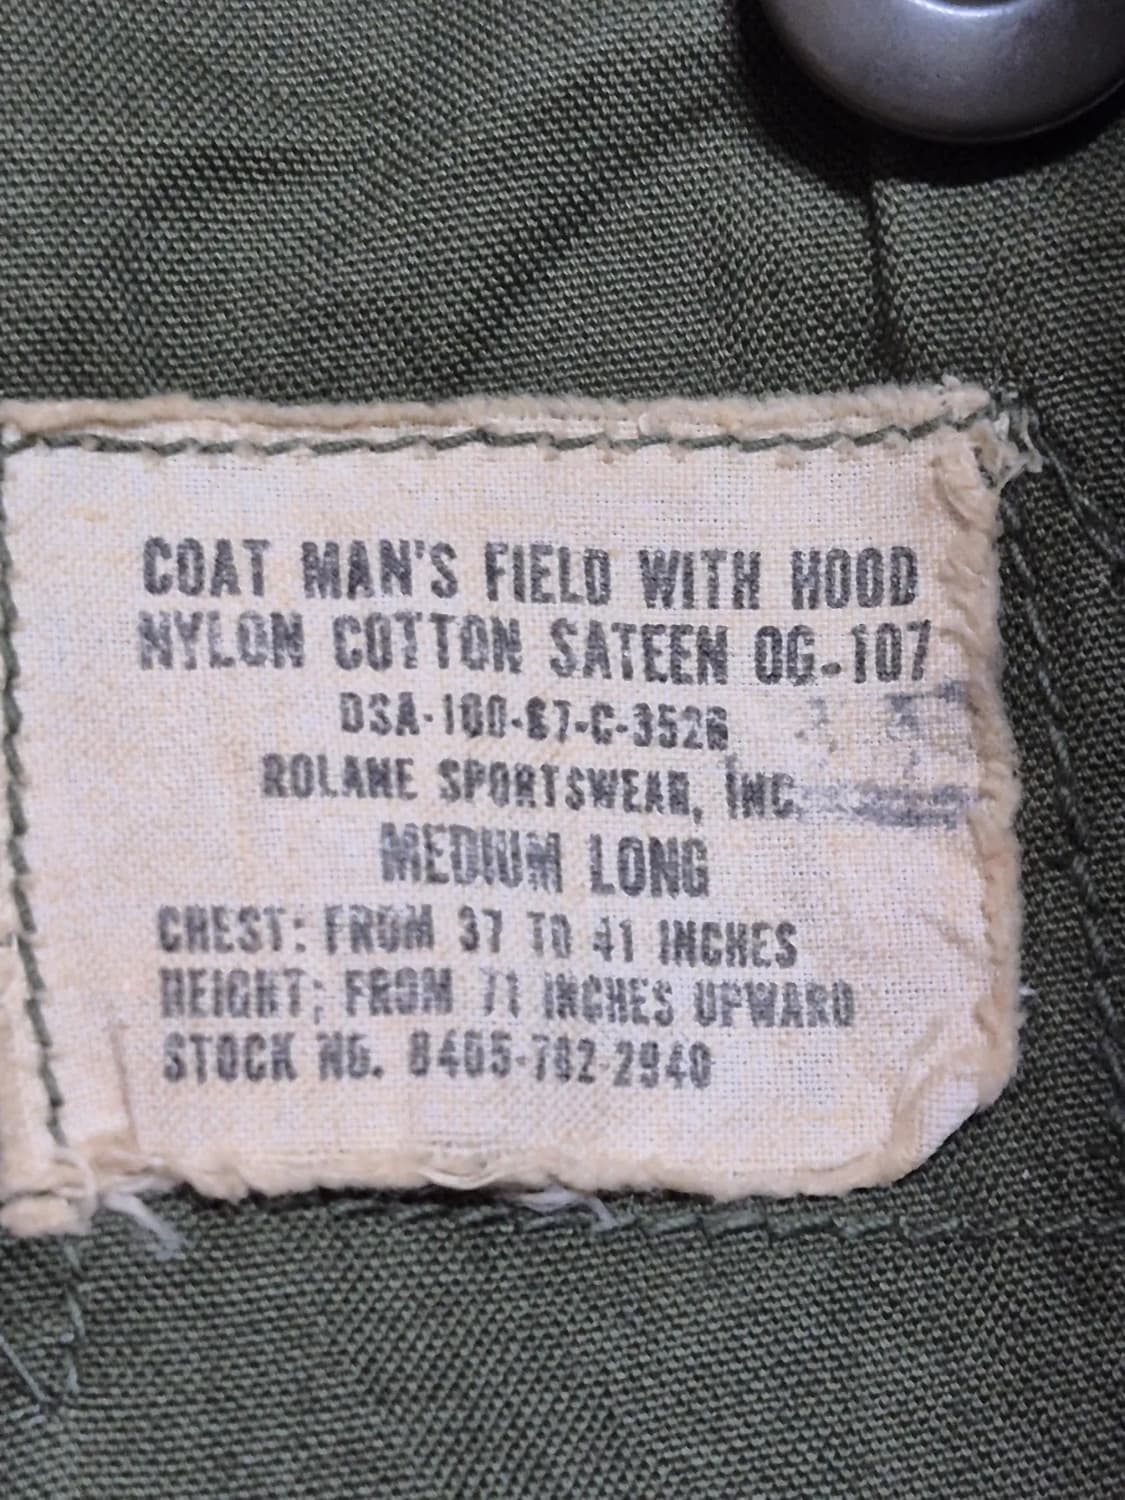 COAT MAN'S FIELD WITH HOOD
NYLON COTTON SATEEN OG-107
DSA-100-67-C-3526
ROLANE SPORTSWEAR, INC.
MEDIUM LONG
CHEST: FROM 37 TO 41 INCHES
HEIGHT; FROM 71 INCHES UPWARD
STOCK NO. 8405-782-2940